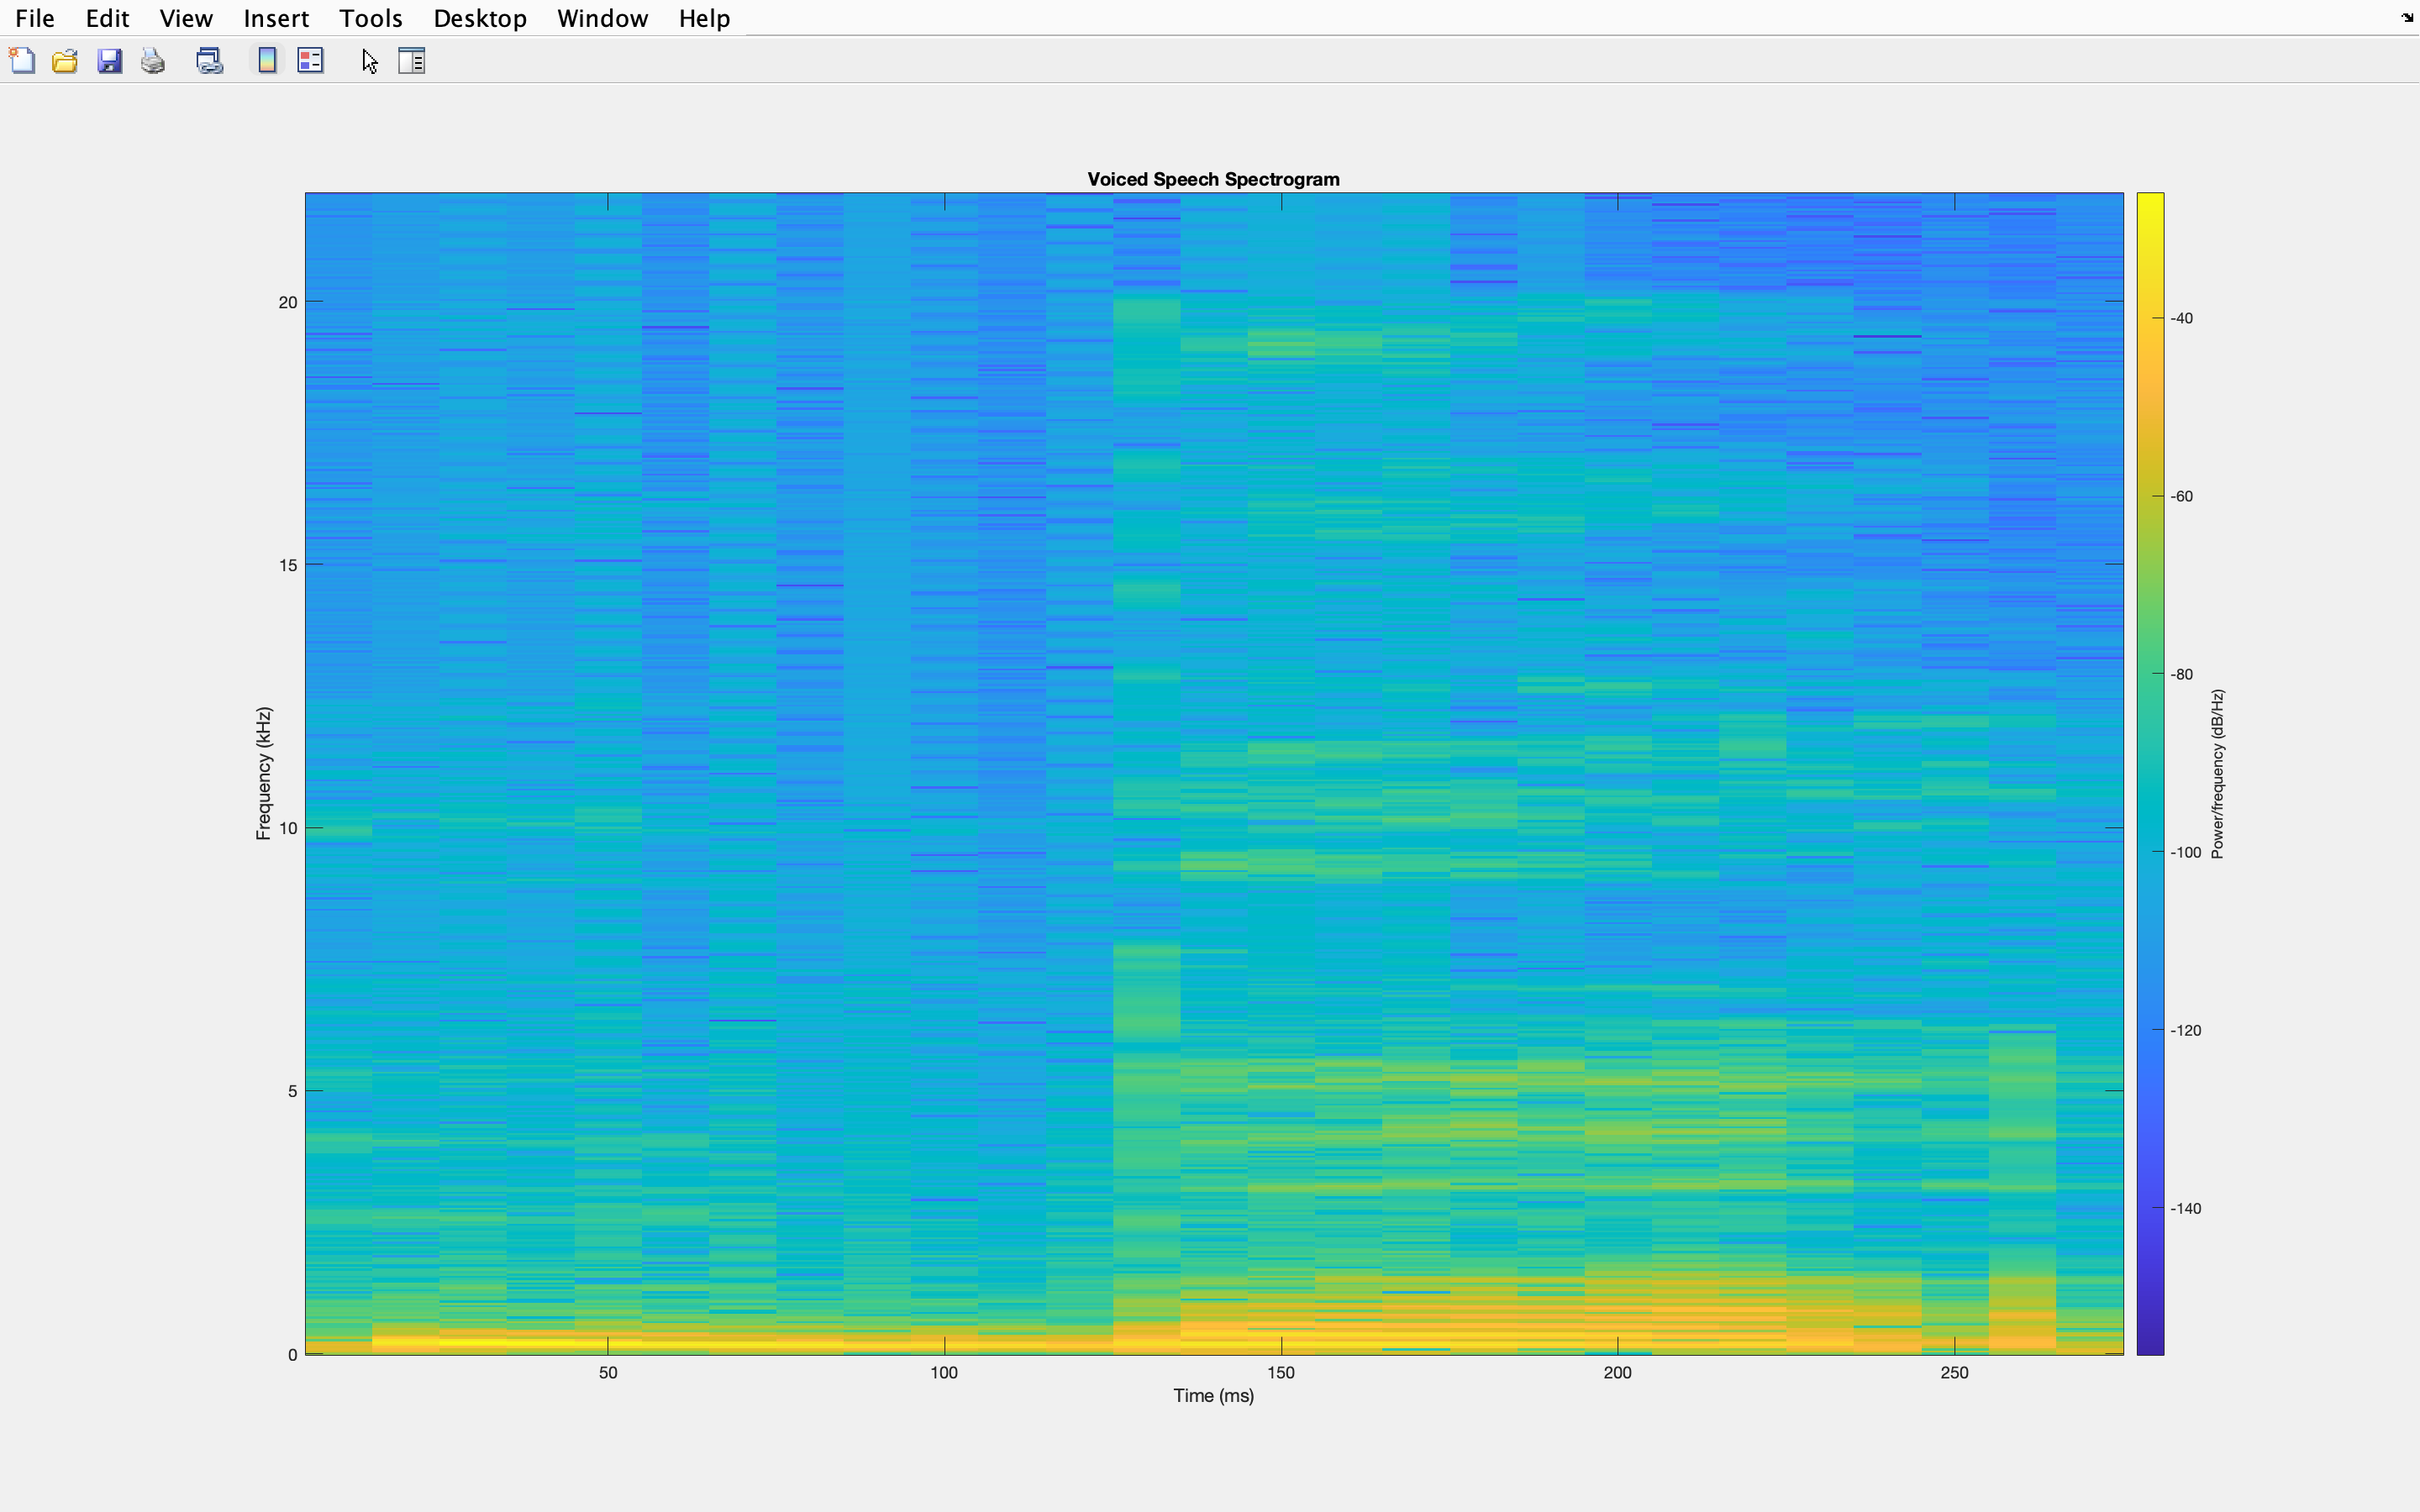 File Edit View Insert Tools Desktop Window Help
Voiced Speech Spectrogram
20
15
10
5
0
Frequency (kHz)
50 100 150 200 250
Time (ms)
-40
-60
-80
-100
-120
-140
Power/frequency (dB/Hz)